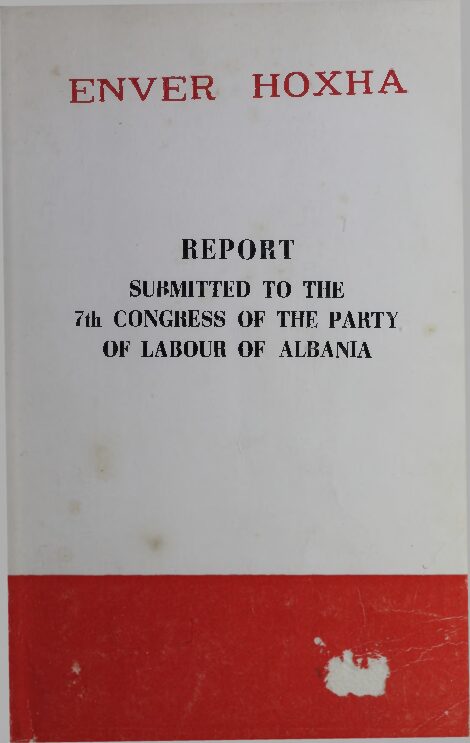 ENVER HOXHA
REPORT
SUBMITTED TO THE
7th CONGRESS OF THE PARTY
OF LABOUR OF ALBANIA